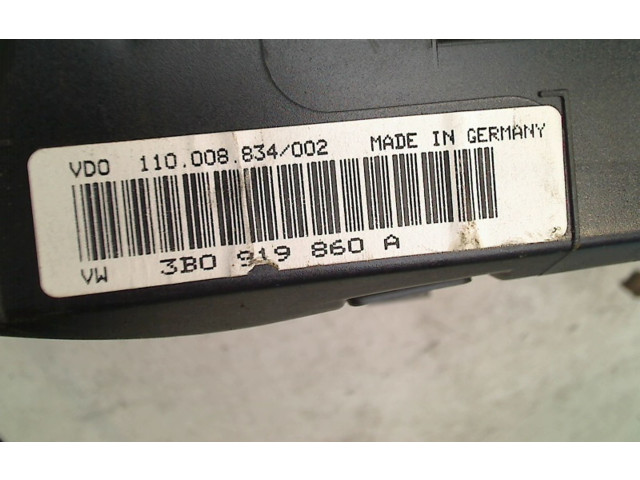 VDO 110.008.834/002 MADE IN GERMANY
VW 3B0 919 860 A